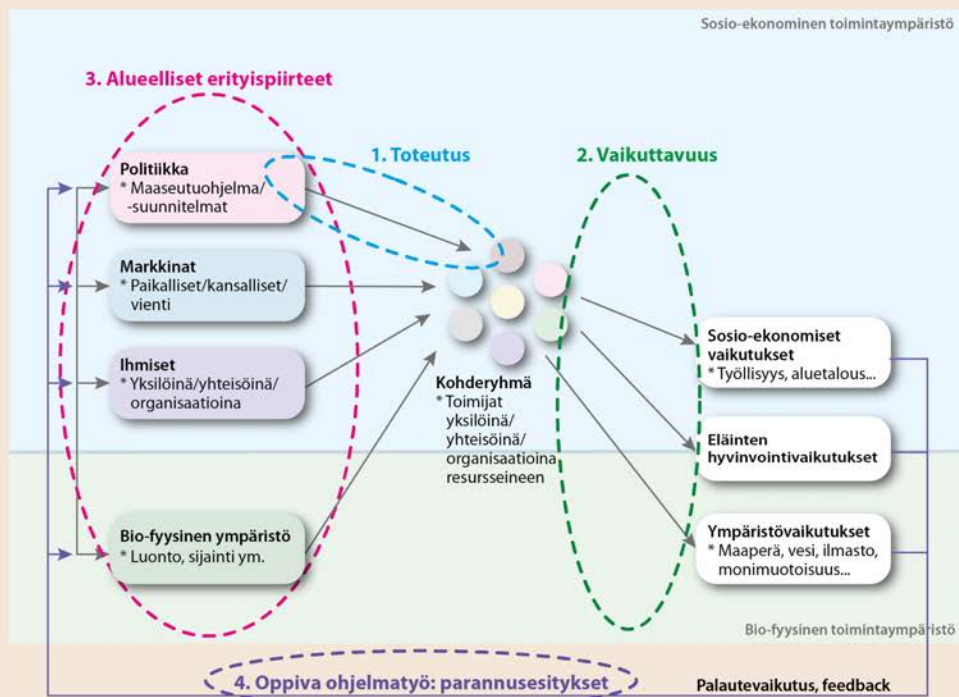 Sosio-ekonominen toimintaympäristö
3. Alueelliset erityispiirteet
1. Toteutus
2. Vaikuttavuus
Politiikka
* Maaseutuohjelma/
-suunnitelmat
Markkinat
* Paikalliset/kansalliset/
vienti
Ihmiset
* Yksilöinä/yhteisöinä/
organisaatioina
Bio-fyysinen ympäristö
* Luonto, sijainti ym.
Kohderyhmä
* Toimijat
yksilöinä/
yhteisöinä/
organisaatioina
resursseineen
Sosio-ekonomiset
vaikutukset
* Työllisyys, aluetalous...
Eläinten
hyvinvointivaikutukset
Ympäristövaikutukset
* Maaperä, vesi, ilmasto,
monimuotoisuus...
Bio-fyysinen toimintaympäristö
4. Oppiva ohjelmatyö: parannusesitykset
Palautevaikutus, feedback